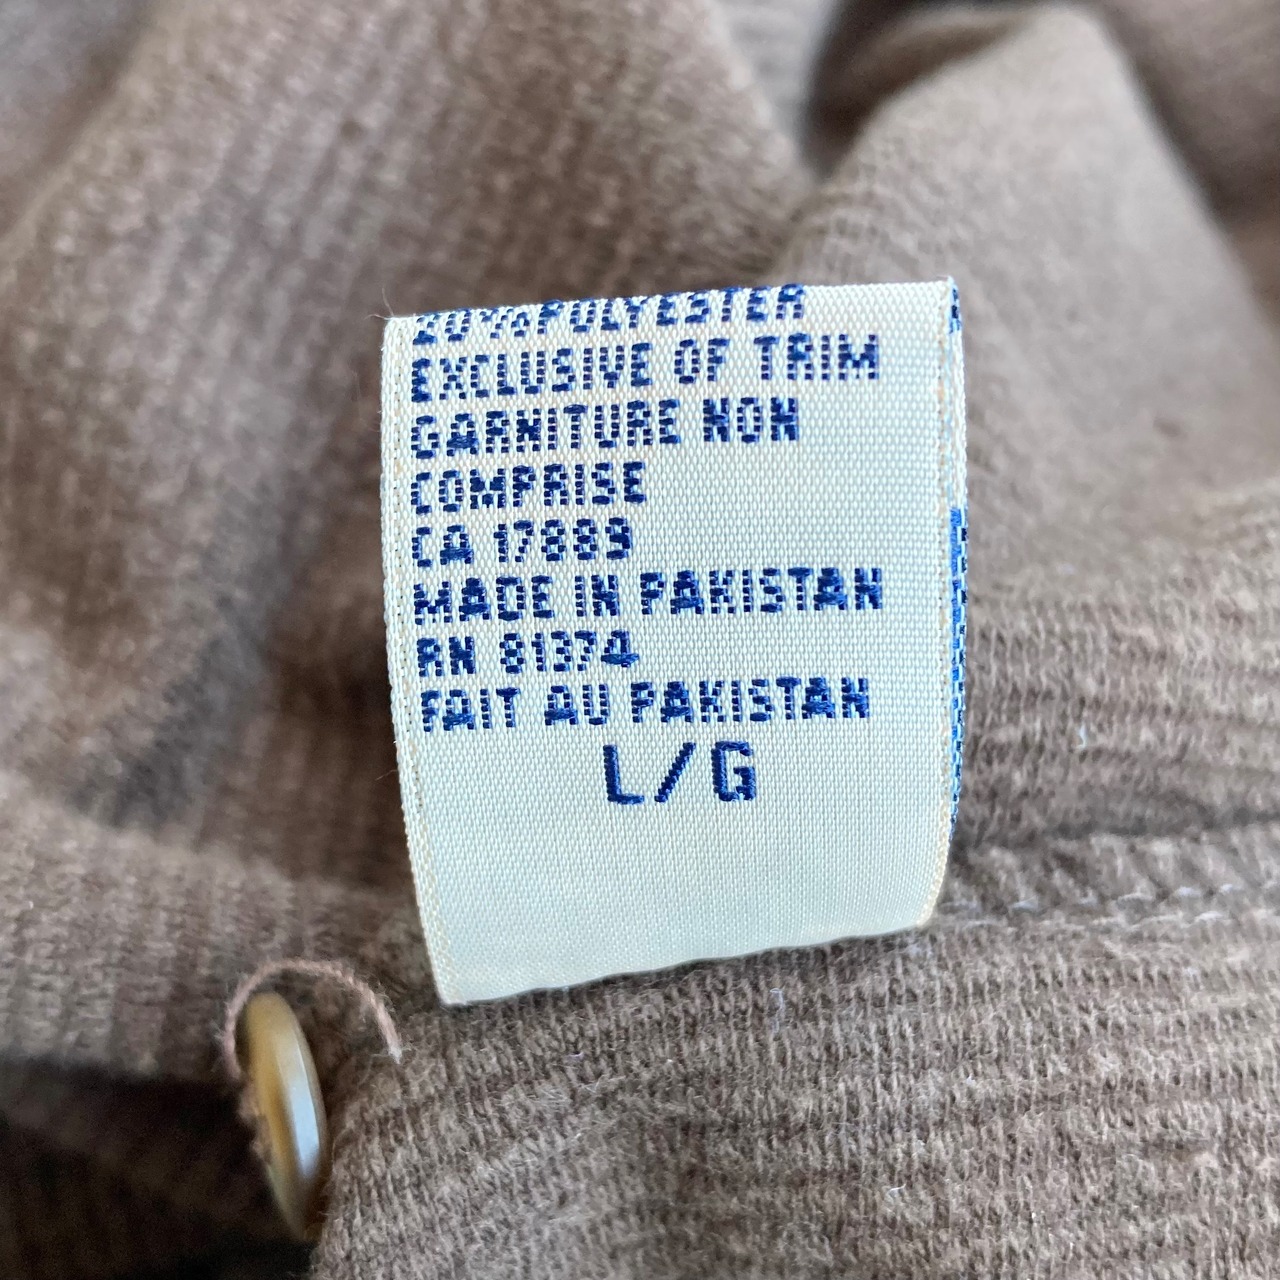 20% POLYESTER
EXCLUSIVE OF TRIM
GARNITURE NON
COMPRISE
CA 17889
MADE IN PAKISTAN
RN 81374
FAIT AU PAKISTAN
L/G